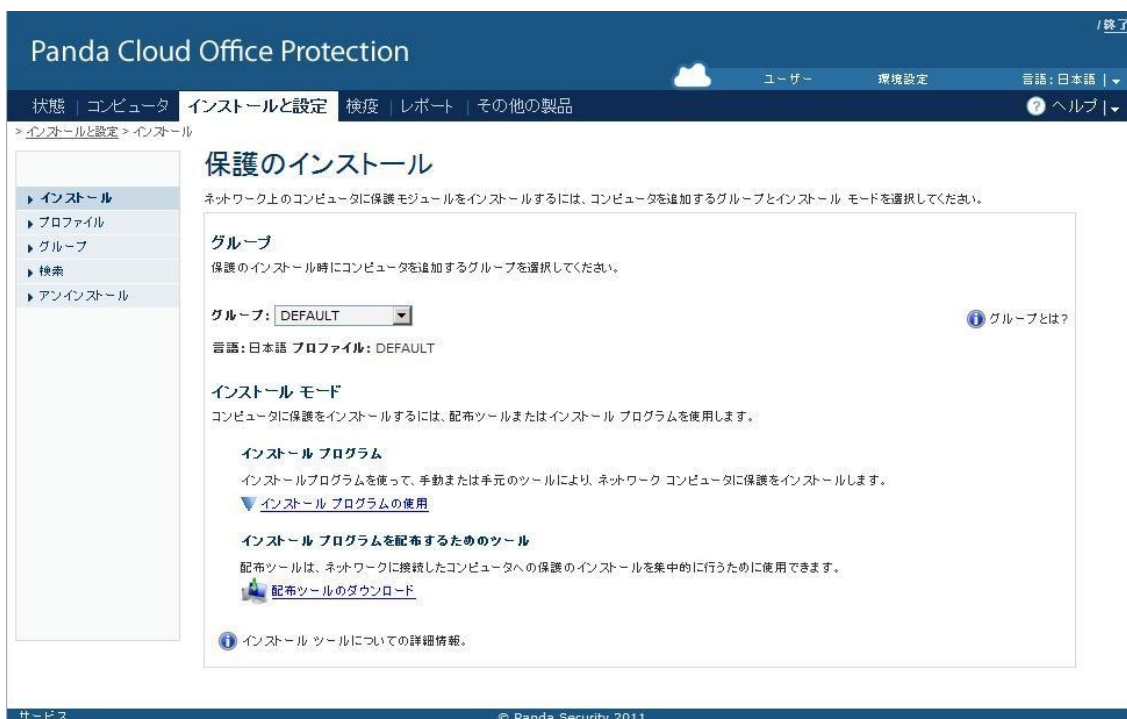 /終了
Panda Cloud Office Protection
ユーザー 環境設定 言語:日本語 |
状態 | コンピュータ インストールと設定 検疫 | レポート | その他の製品 ? ヘルプ |
> インストールと設定 > インストール
保護のインストール
ネットワーク上のコンピュータに保護モジュールをインストールするには、コンピュータを追加するグループとインストール モードを選択してください。
インストール
プロファイル
グループ
検索
アンインストール
グループ
保護のインストール時にコンピュータを追加するグループを選択してください。
グループ: DEFAULT
グループとは?
言語:日本語 プロファイル: DEFAULT
インストール モード
コンピュータに保護をインストールするには、配布ツールまたはインストール プログラムを使用します。
インストール プログラム
インストールプログラムを使って、手動または手元のツールにより、ネットワーク コンピュータに保護をインストールします。
インストール プログラムの使用
インストール プログラムを配布するためのツール
配布ツールは、ネットワークに接続したコンピュータへの保護のインストールを集中的に行うために使用できます。
配布ツールのダウンロード
インストール ツールについての詳細情報。
サービス © Panda Security 2011